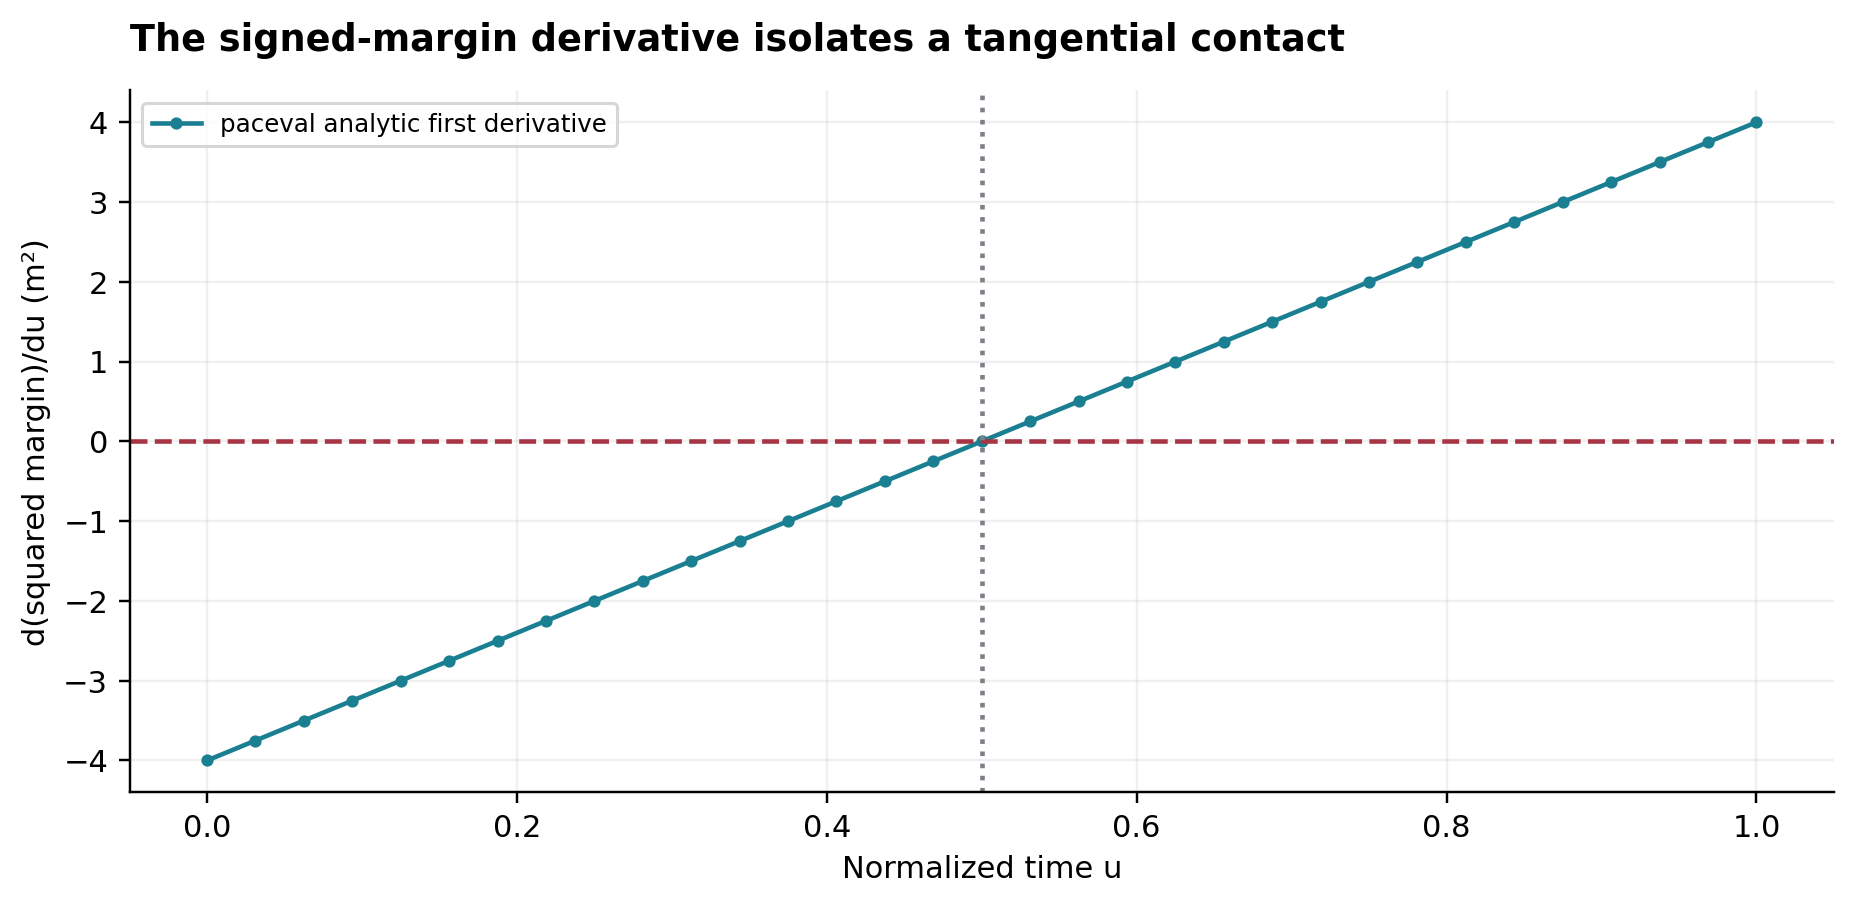 The signed-margin derivative isolates a tangential contact
paceval analytic first derivative
d(squared margin)/du (m²)
4
3
2
1
0
−1
−2
−3
−4
0.0 0.2 0.4 0.6 0.8 1.0
Normalized time u